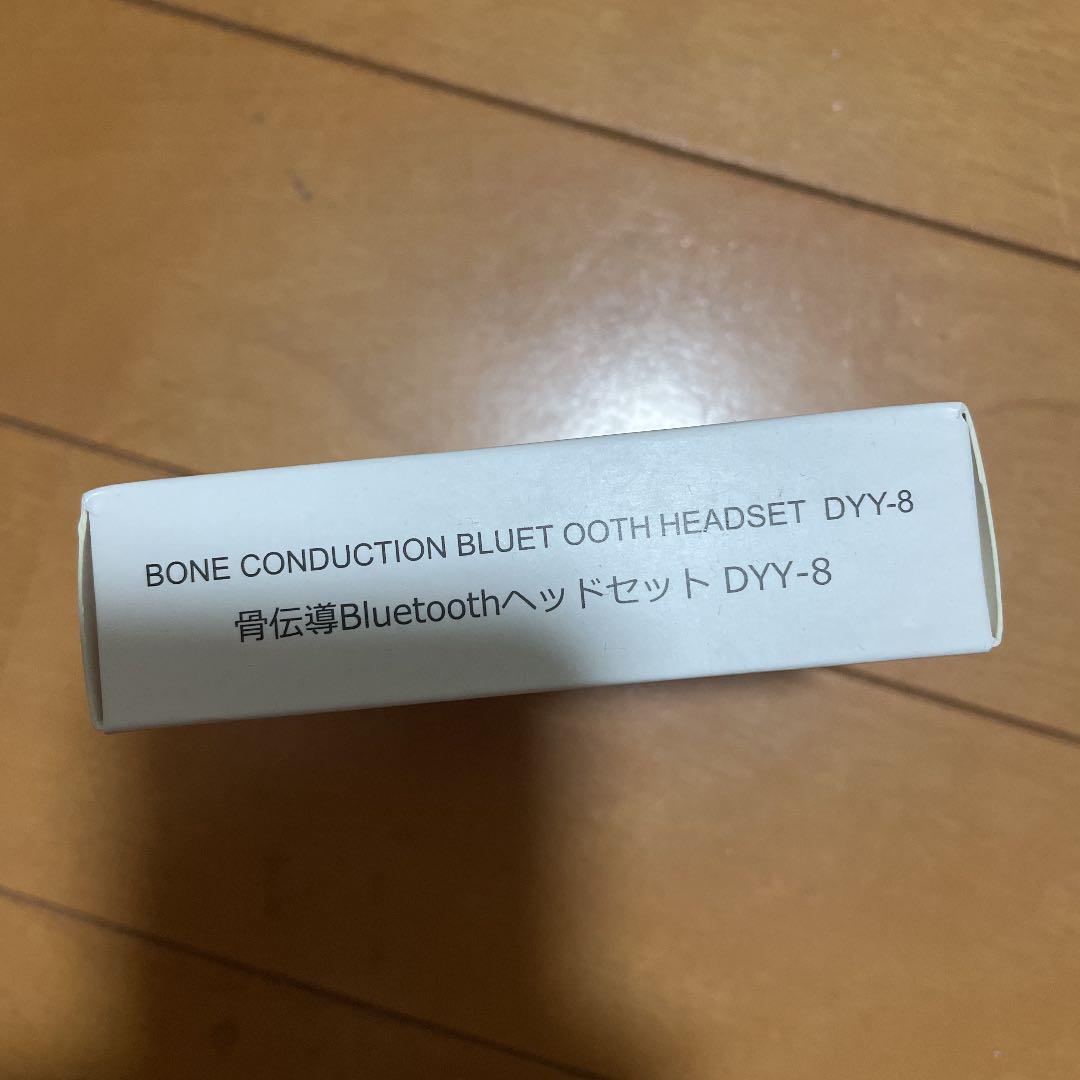 BONE CONDUCTION BLUET OOTH HEADSET DYY-8
骨伝導Bluetoothヘッドセット DYY-8